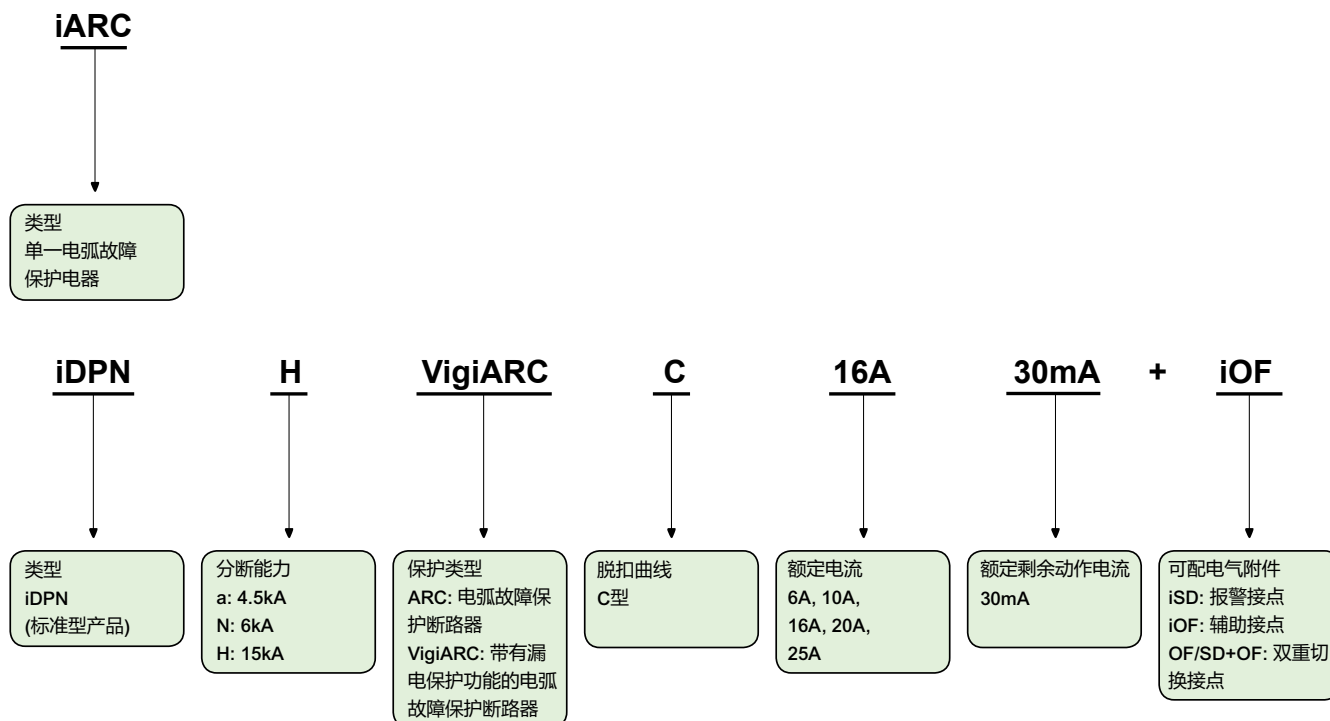 iARC
类型
单一电弧故障
保护电器
iDPN H VigiARC C 16A 30mA + iOF
类型
iDPN
(标准型产品)
分断能力
a: 4.5kA
N: 6kA
H: 15kA
保护类型
ARC: 电弧故障保
护断路器
VigiARC: 带有漏
电保护功能的电弧
故障保护断路器
脱扣曲线
C型
额定电流
6A, 10A,
16A, 20A,
25A
额定剩余动作电流
30mA
可配电气附件
iSD: 报警接点
iOF: 辅助接点
OF/SD+OF: 双重切
换接点